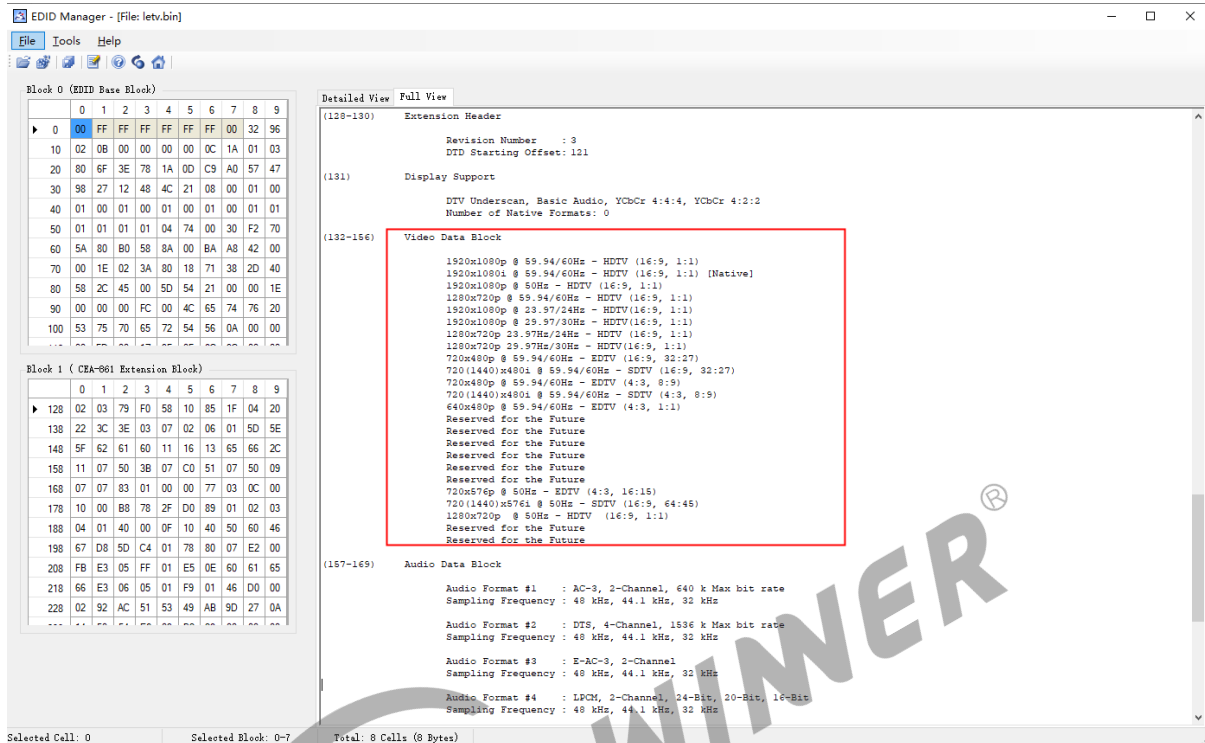 EDID Manager - [File: letv.bin]
File Tools Help
Block 0 (EDID Base Block)
0 1 2 3 4 5 6 7 8 9
0 00 FF FF FF FF FF FF 00 32 96
10 02 0B 00 00 00 00 0C 1A 01 03
20 80 6F 3E 78 1A 0D C9 A0 57 47
30 98 27 12 48 4C 21 08 00 01 00
40 01 00 01 00 01 00 01 00 01 01
50 01 01 01 01 04 74 00 30 F2 70
60 5A 80 B0 58 8A 00 BA A8 42 00
70 00 1E 02 3A 80 18 71 38 2D 40
80 58 2C 45 00 5D 54 21 00 00 1E
90 00 00 00 FC 00 4C 65 74 76 20
100 53 75 70 65 72 54 56 0A 00 00
Block 1 ( CEA-861 Extension Block)
0 1 2 3 4 5 6 7 8 9
128 02 03 79 F0 58 10 85 1F 04 20
138 22 3C 3E 03 07 02 06 01 5D 5E
148 5F 62 61 60 11 16 13 65 66 2C
158 11 07 50 3B 07 C0 51 07 50 09
168 07 07 83 01 00 00 77 03 0C 00
178 10 00 B8 78 2F D0 89 01 02 03
188 04 01 40 00 0F 10 40 50 60 46
198 67 D8 5D C4 01 78 80 07 E2 00
208 FB E3 05 FF 01 E5 0E 60 61 65
218 66 E3 06 05 01 F9 01 46 D0 00
228 02 92 AC 51 53 49 AB 9D 27 0A
Detailed View Full View
(128-130) Extension Header
Revision Number : 3
DTD Starting Offset: 121
(131) Display Support
DTV Underscan, Basic Audio, YCbCr 4:4:4, YCbCr 4:2:2
Number of Native Formats: 0
(132-156) Video Data Block
1920x1080p @ 59.94/60Hz - HDTV (16:9, 1:1)
1920x1080i @ 59.94/60Hz - HDTV (16:9, 1:1) [Native]
1920x1080p @ 50Hz - HDTV (16:9, 1:1)
1280x720p @ 59.94/60Hz - HDTV (16:9, 1:1)
1920x1080p @ 23.97/24Hz - HDTV(16:9, 1:1)
1920x1080p @ 29.97/30Hz - HDTV(16:9, 1:1)
1280x720p 23.97Hz/24Hz - HDTV(16:9, 1:1)
1280x720p 29.97Hz/30Hz - HDTV(16:9, 1:1)
720x480p @ 59.94/60Hz - EDTV (16:9, 32:27)
720(1440)x480i @ 59.94/60Hz - SDTV (16:9, 32:27)
720x480p @ 59.94/60Hz - EDTV (4:3, 8:9)
720(1440)x480i @ 59.94/60Hz - SDTV (4:3, 8:9)
640x480p @ 59.94/60Hz - EDTV (4:3, 1:1)
Reserved for the Future
Reserved for the Future
Reserved for the Future
Reserved for the Future
Reserved for the Future
Reserved for the Future
720x576p @ 50Hz - EDTV (4:3, 16:15)
720(1440)x576i @ 50Hz - SDTV (16:9, 64:45)
1280x720p @ 50Hz - HDTV (16:9, 1:1)
Reserved for the Future
Reserved for the Future
(157-169) Audio Data Block
Audio Format #1 : AC-3, 2-Channel, 640 k Max bit rate
Sampling Frequency : 48 kHz, 44.1 kHz, 32 kHz
Audio Format #2 : DTS, 4-Channel, 1536 k Max bit rate
Sampling Frequency : 48 kHz, 44.1 kHz, 32 kHz
Audio Format #3 : E-AC-3, 2-Channel
Sampling Frequency : 48 kHz, 44.1 kHz, 32 kHz
Audio Format #4 : LPCM, 2-Channel, 24-Bit, 20-Bit, 16-Bit
Sampling Frequency : 48 kHz, 44.1 kHz, 32 kHz
WINNER®
Selected Cell: 0 Selected Block: 0-7 Total: 8 Cells (8 Bytes)